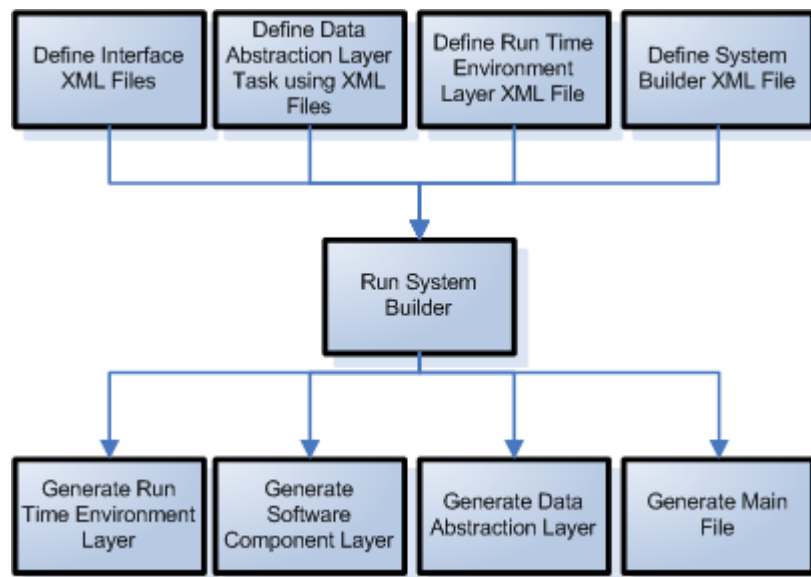 Define Interface
XML Files
Define Data
Abstraction Layer
Task using XML
Files
Define Run Time
Environment
Layer XML File
Define System
Builder XML File
Run System
Builder
Generate Run
Time Environment
Layer
Generate
Software
Component Layer
Generate Data
Abstraction Layer
Generate Main
File